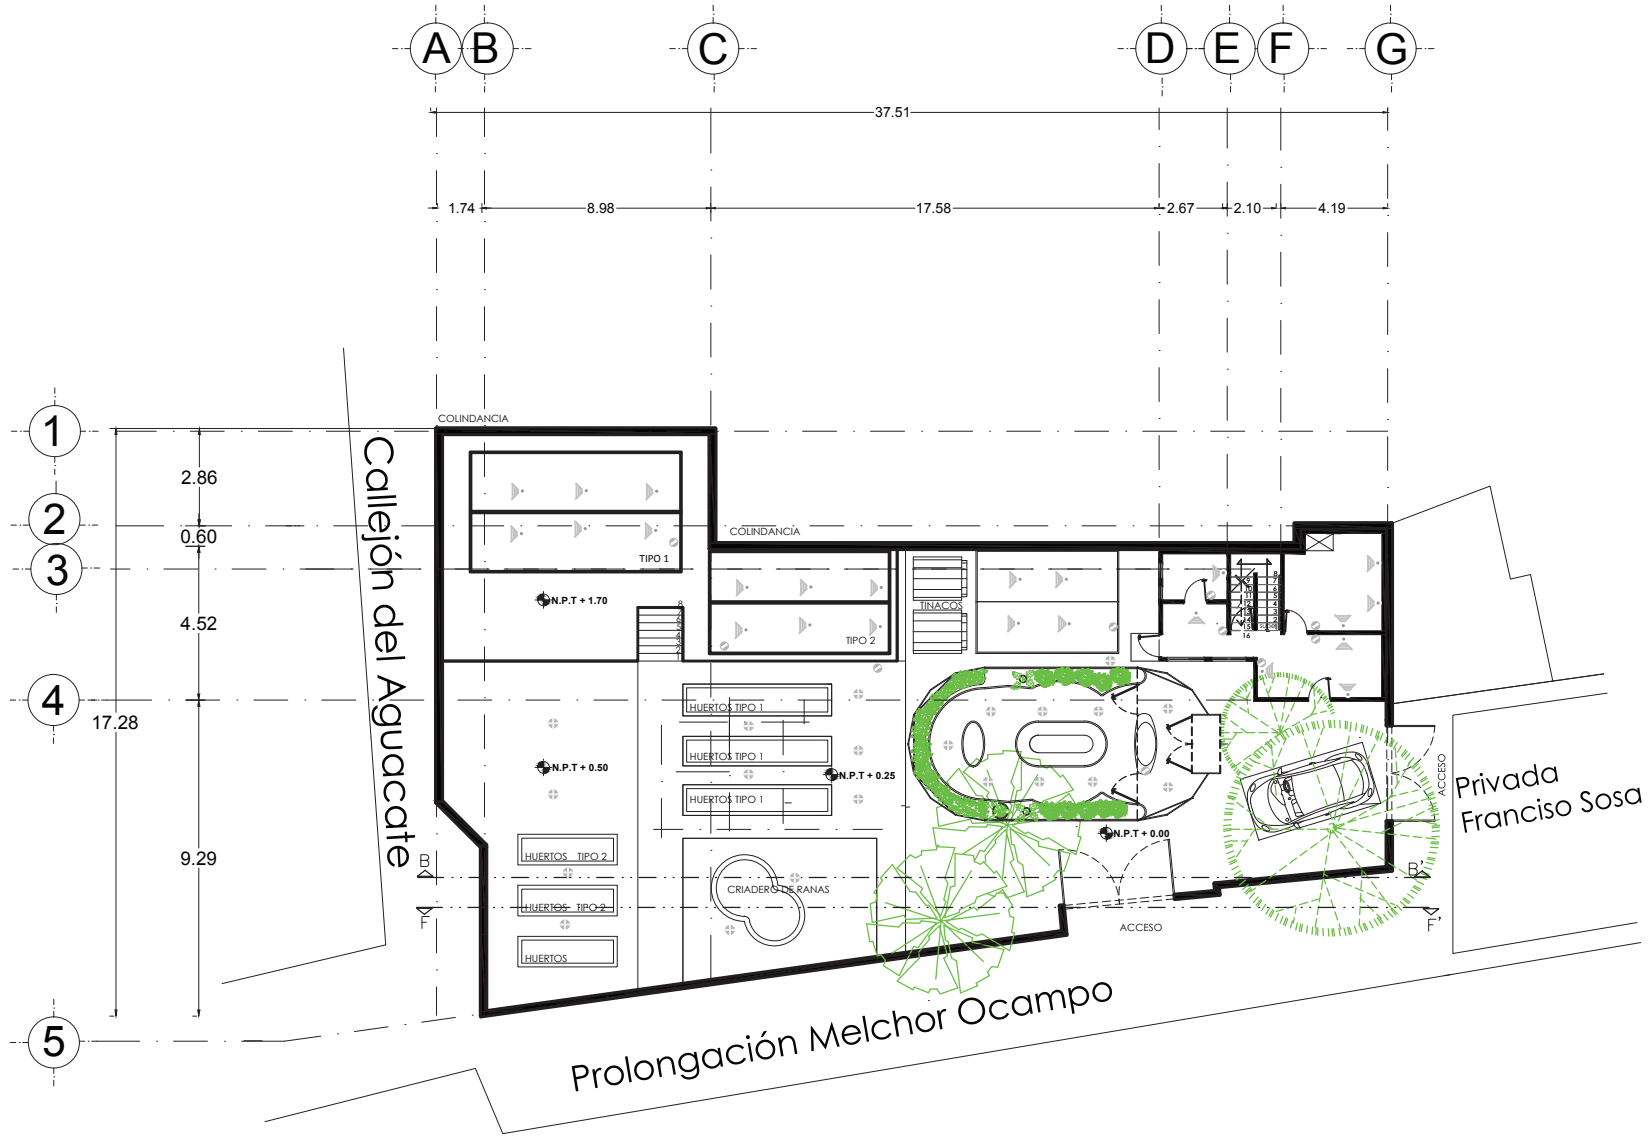 A B C D E F G
37.51
1.74 8.98 17.58 2.67 2.10 4.19
1
2
3
4
5
2.86
0.60
4.52
17.28
9.29
COLINDANCIA
COLINDANCIA
Callejón del Aguacate
TIPO 1
N.P.T + 1.70
TIPO 2
TINACOS
HUERTOS TIPO 1
HUERTOS TIPO 1
HUERTOS TIPO 1
N.P.T + 0.50
N.P.T + 0.25
N.P.T + 0.00
HUERTOS TIPO 2
HUERTOS TIPO 2
HUERTOS
CRIADERO DE RANAS
B
F
B'
F'
16
ACCESO
ACCESO
Privada
Franciso Sosa
Prolongación Melchor Ocampo